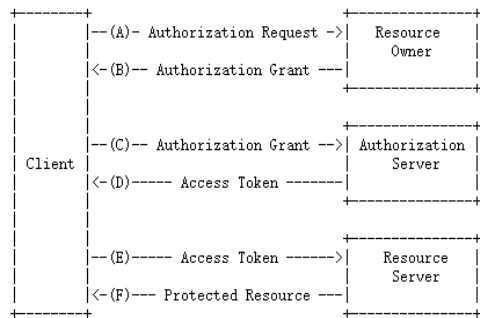 --(A)- Authorization Request -> Resource
Owner
<-(B)-- Authorization Grant ---
--(C)-- Authorization Grant --> Authorization
Client Server
<-(D)----- Access Token -------
--(E)----- Access Token ------> Resource
Server
<-(F)--- Protected Resource ---